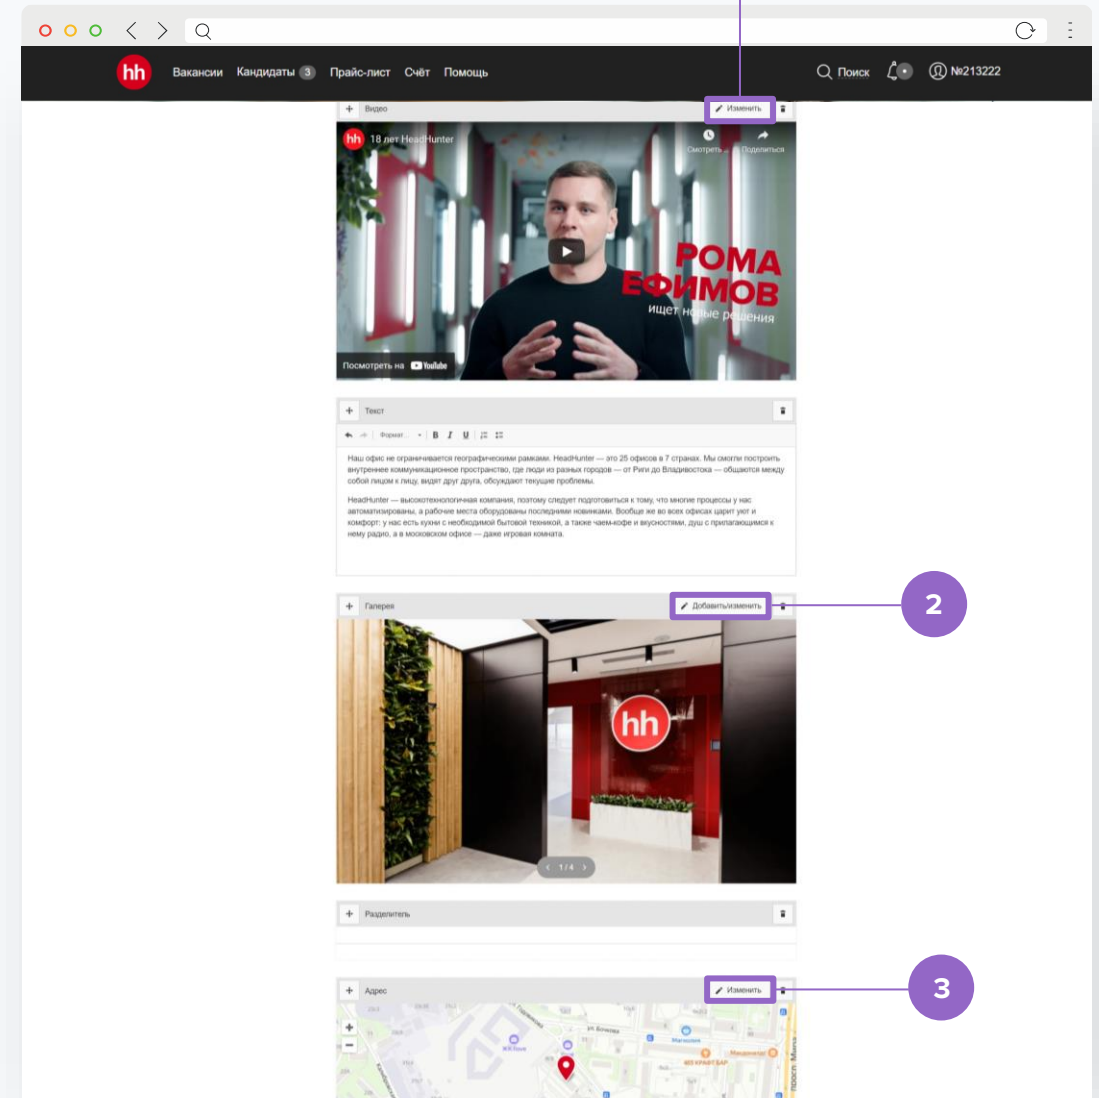 hh
Вакансии Кандидаты 3 Прайс-лист Счёт Помощь
Поиск
№213222
Видео
Изменить
hh 18 лет HeadHunter
Смотреть ...
Поделиться
РОМА
ЕФИМОВ
ищет новые решения
Посмотреть на YouTube
Текст
Формат...
B I U
Наш офис не ограничивается географическими рамками. HeadHunter — это 25 офисов в 7 странах. Мы смогли построить
внутреннее коммуникационное пространство, где люди из разных городов — от Риги до Владивостока — общаются между
собой лицом к лицу, видят друг друга, обсуждают текущие проблемы.
HeadHunter — высокотехнологичная компания, поэтому следует подготовиться к тому, что многие процессы у нас
автоматизированы, а рабочие места оборудованы последними новинками. Вообще же во всех офисах царит уют и
комфорт: у нас есть кухни с необходимой бытовой техникой, а также чаем-кофе и вкусностями, душ с прилагающимся к
нему радио, а в московском офисе — даже игровая комната.
Галерея
Добавить/изменить
2
hh
1/4
Разделитель
Адрес
Изменить
3
ул. Бочкова
Магнолия
просп. Мира